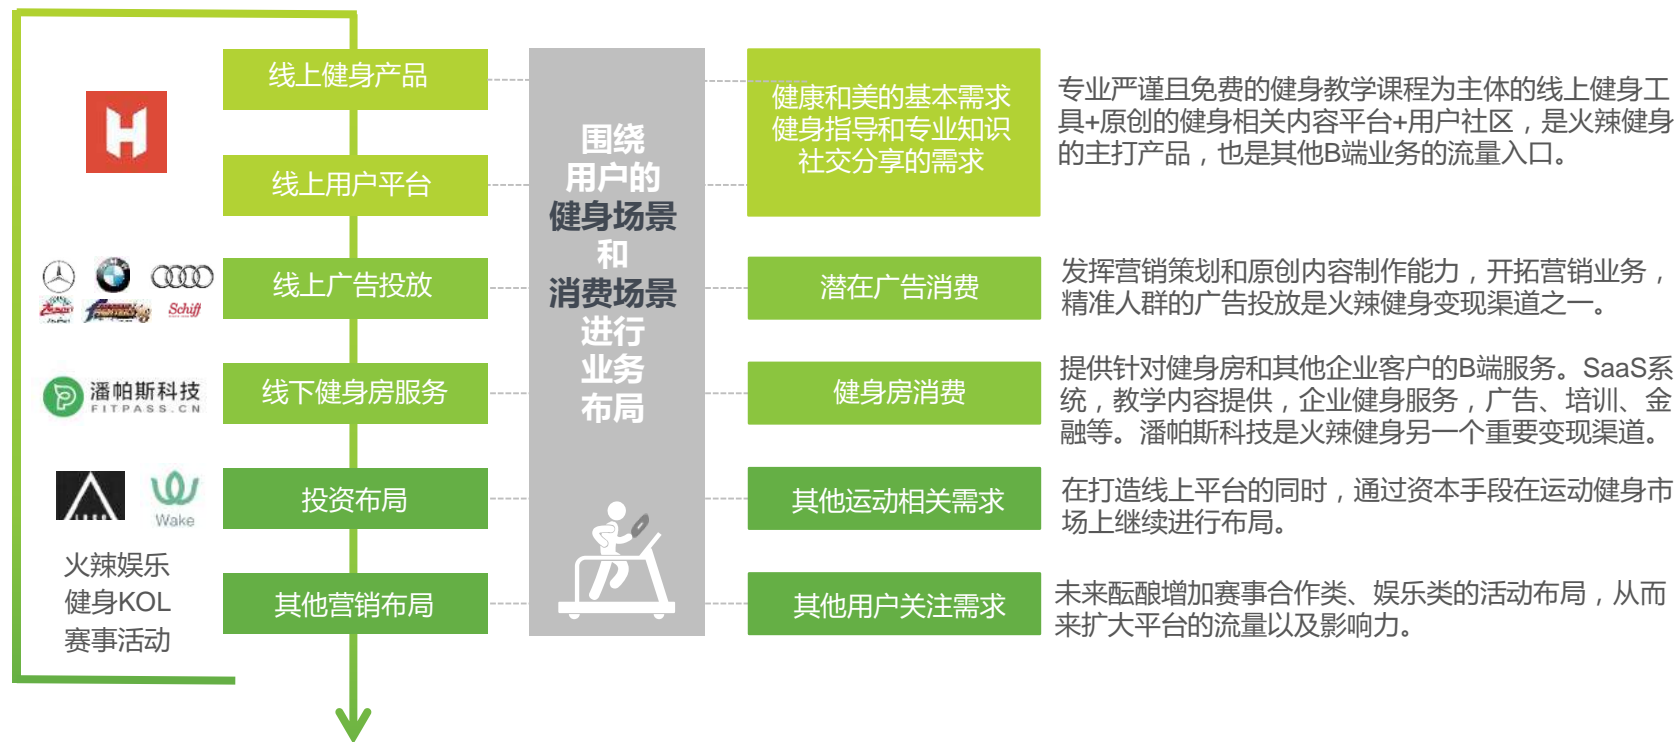 线上健身产品
线上用户平台
线上广告投放
Schiff
潘帕斯科技
FITPASS.CN
线下健身房服务
Wake
投资布局
火辣娱乐
健身KOL
赛事活动
其他营销布局
围绕
用户的
健身场景
和
消费场景
进行
业务
布局
健康和美的基本需求
健身指导和专业知识
社交分享的需求
潜在广告消费
健身房消费
其他运动相关需求
其他用户关注需求
专业严谨且免费的健身教学课程为主体的线上健身工
具+原创的健身相关内容平台+用户社区，是火辣健身
的主打产品，也是其他B端业务的流量入口。
发挥营销策划和原创内容制作能力，开拓营销业务，
精准人群的广告投放是火辣健身变现渠道之一。
提供针对健身房和其他企业客户的B端服务。SaaS系
统，教学内容提供，企业健身服务，广告、培训、金
融等。潘帕斯科技是火辣健身另一个重要变现渠道。
在打造线上平台的同时，通过资本手段在运动健身市
场上继续进行布局。
未来酝酿增加赛事合作类、娱乐类的活动布局，从而
来扩大平台的流量以及影响力。